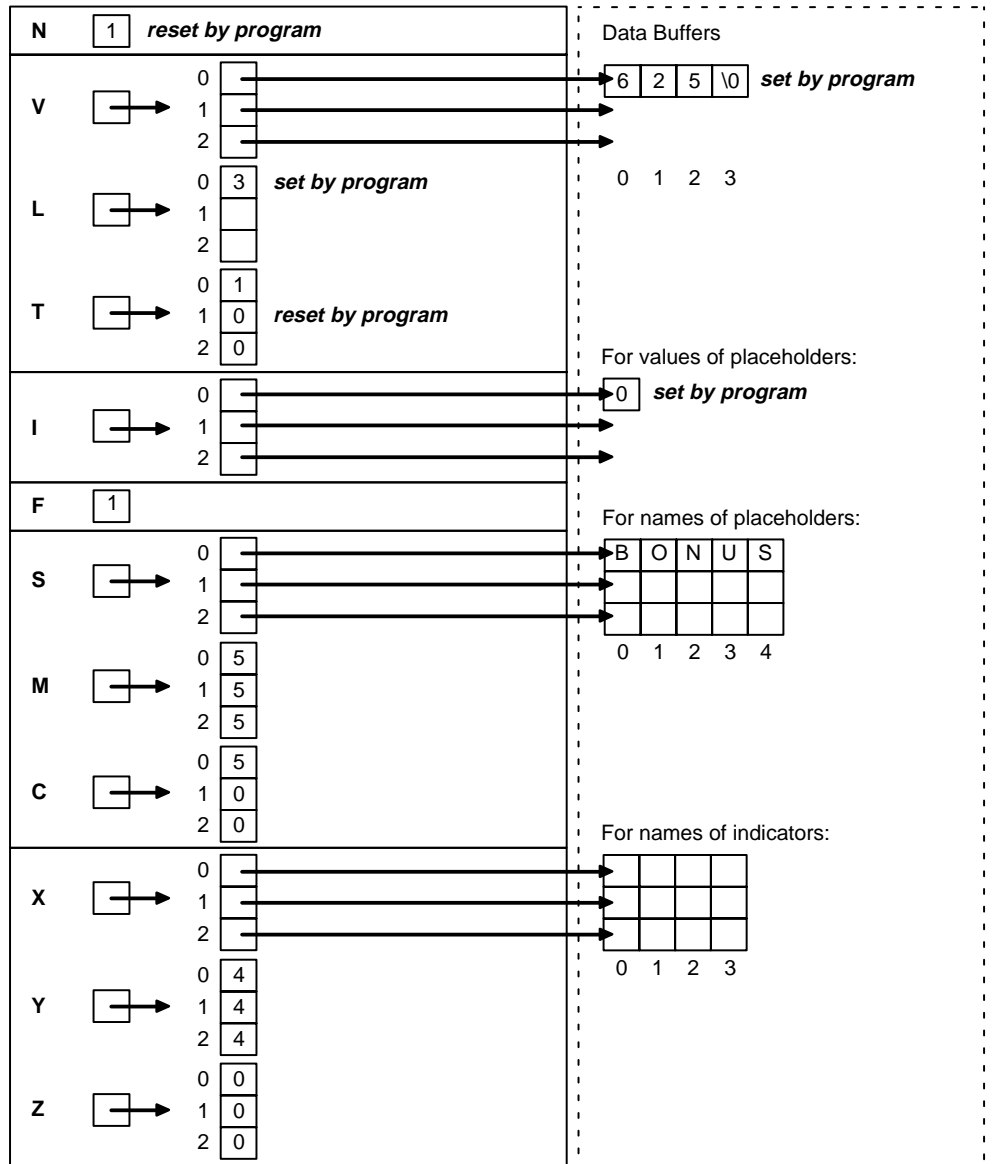 N 1 reset by program
Data Buffers
V
0
1
2
6 2 5 \0 set by program
0 1 2 3
L
0 3 set by program
1
2
T
0 1
1 0 reset by program
2 0
For values of placeholders:
I
0
1
2
0 set by program
F 1
For names of placeholders:
S
0
1
2
B O N U S
0 1 2 3 4
M
0 5
1 5
2 5
C
0 5
1 0
2 0
For names of indicators:
X
0
1
2
0 1 2 3
Y
0 4
1 4
2 4
Z
0 0
1 0
2 0